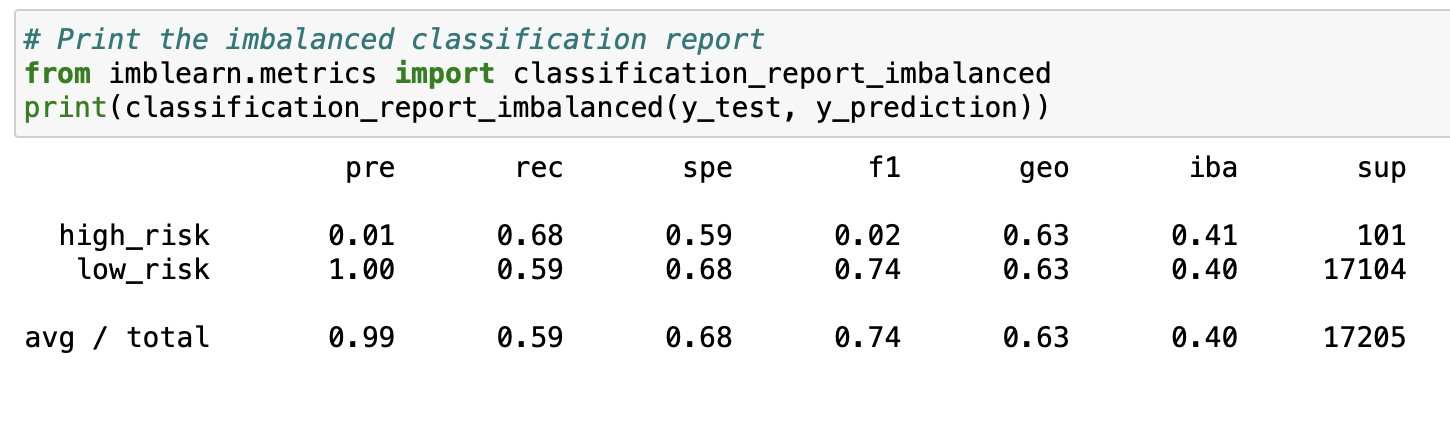 # Print the imbalanced classification report
from imblearn.metrics import classification_report_imbalanced
print(classification_report_imbalanced(y_test, y_prediction))
pre rec spe f1 geo iba sup
high_risk 0.01 0.68 0.59 0.02 0.63 0.41 101
low_risk 1.00 0.59 0.68 0.74 0.63 0.40 17104
avg / total 0.99 0.59 0.68 0.74 0.63 0.40 17205